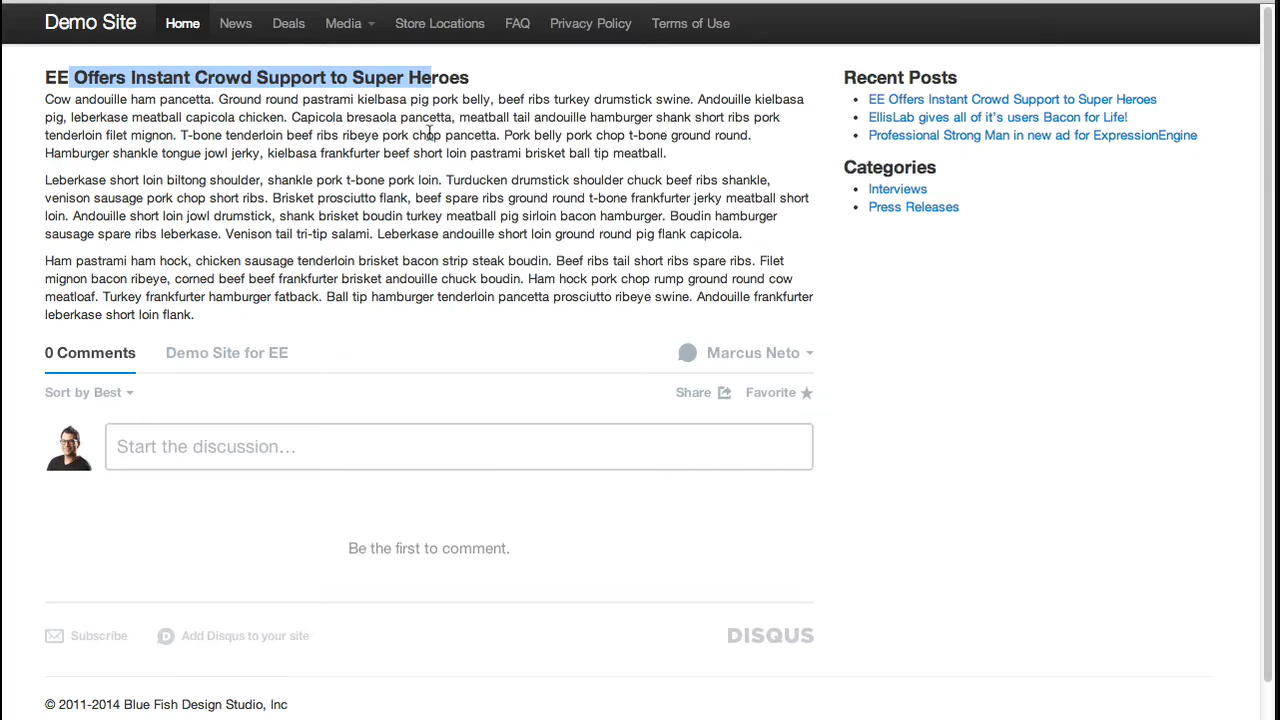 Demo Site Home News Deals Media Store Locations FAQ Privacy Policy Terms of Use
EE Offers Instant Crowd Support to Super Heroes
Cow andouille ham pancetta. Ground round pastrami kielbasa pig pork belly, beef ribs turkey drumstick swine. Andouille kielbasa
pig, leberkase meatball capicola chicken. Capicola bresaola pancetta, meatball tail andouille hamburger shank short ribs pork
tenderloin filet mignon. T-bone tenderloin beef ribs ribeye pork chop pancetta. Pork belly pork chop t-bone ground round.
Hamburger shankle tongue jowl jerky, kielbasa frankfurter beef short loin pastrami brisket ball tip meatball.
Leberkase short loin biltong shoulder, shankle pork t-bone pork loin. Turducken drumstick shoulder chuck beef ribs shankle,
venison sausage pork chop short ribs. Brisket prosciutto flank, beef spare ribs ground round t-bone frankfurter jerky meatball short
loin. Andouille short loin jowl drumstick, shank brisket boudin turkey meatball pig sirloin bacon hamburger. Boudin hamburger
sausage spare ribs leberkase. Venison tail tri-tip salami. Leberkase andouille short loin ground round pig flank capicola.
Ham pastrami ham hock, chicken sausage tenderloin brisket bacon strip steak boudin. Beef ribs tail short ribs spare ribs. Filet
mignon bacon ribeye, corned beef beef frankfurter brisket andouille chuck boudin. Ham hock pork chop rump ground round cow
meatloaf. Turkey frankfurter hamburger fatback. Ball tip hamburger tenderloin pancetta prosciutto ribeye swine. Andouille frankfurter
leberkase short loin flank.
0 Comments Demo Site for EE Marcus Neto
Sort by Best Share Favorite
Start the discussion…
Be the first to comment.
Subscribe Add Disqus to your site DISQUS
© 2011-2014 Blue Fish Design Studio, Inc
Recent Posts
EE Offers Instant Crowd Support to Super Heroes
EllisLab gives all of it's users Bacon for Life!
Professional Strong Man in new ad for ExpressionEngine
Categories
Interviews
Press Releases